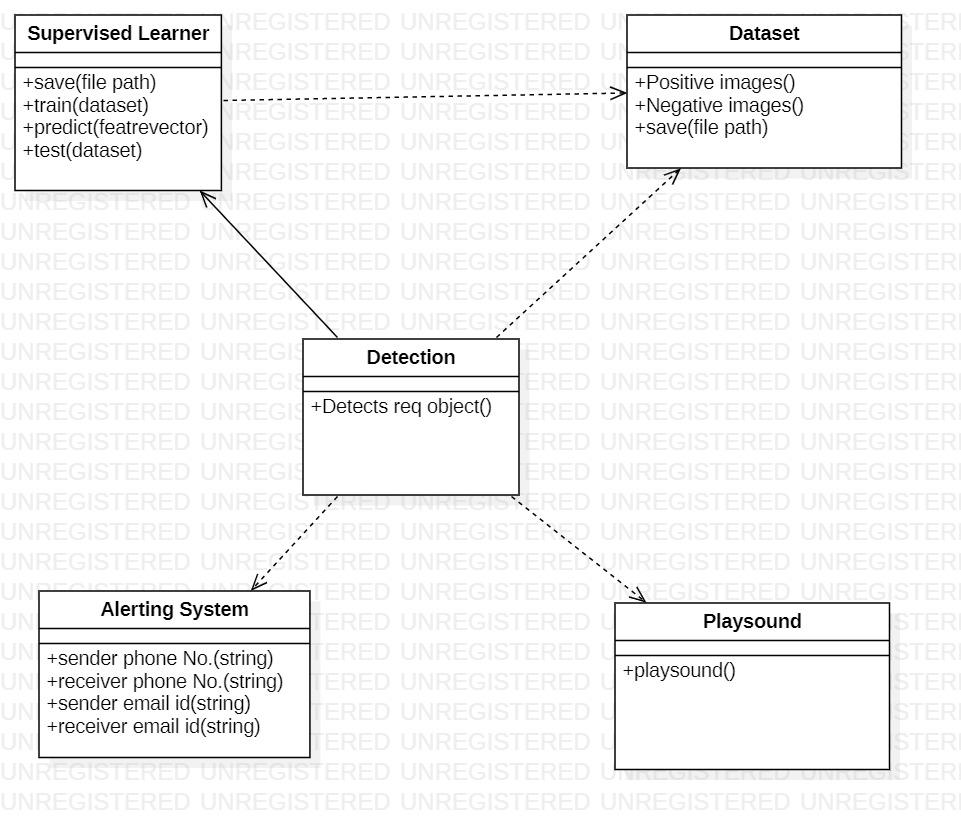 Supervised Learner
+save(file path)
+train(dataset)
+predict(featrevector)
+test(dataset)
Dataset
+Positive images()
+Negative images()
+save(file path)
Detection
+Detects req object()
Alerting System
+sender phone No.(string)
+receiver phone No.(string)
+sender email id(string)
+receiver email id(string)
Playsound
+playsound()
UNREGISTERED